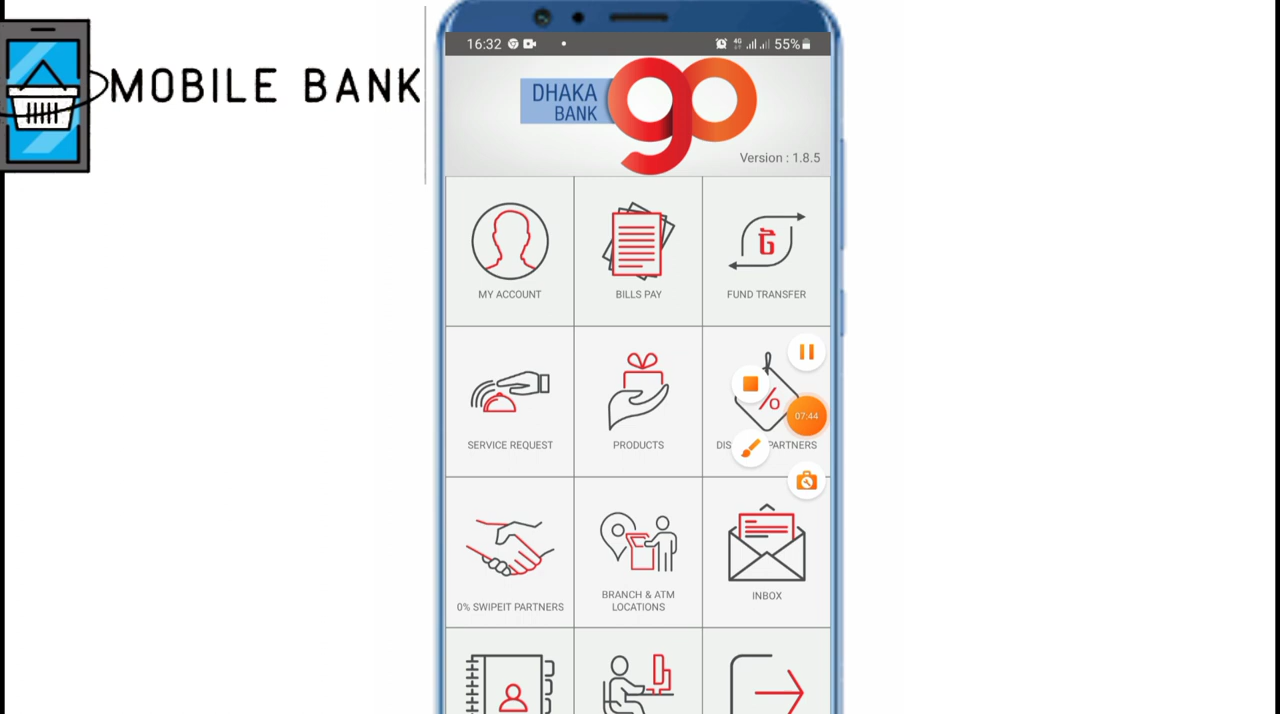 MOBILE BANK
16:32
4G
55%
DHAKA
BANK
go
Version : 1.8.5
MY ACCOUNT
BILLS PAY
FUND TRANSFER
SERVICE REQUEST
PRODUCTS
%
07:44
DIS PARTNERS
0% SWIPEIT PARTNERS
BRANCH & ATM
LOCATIONS
INBOX